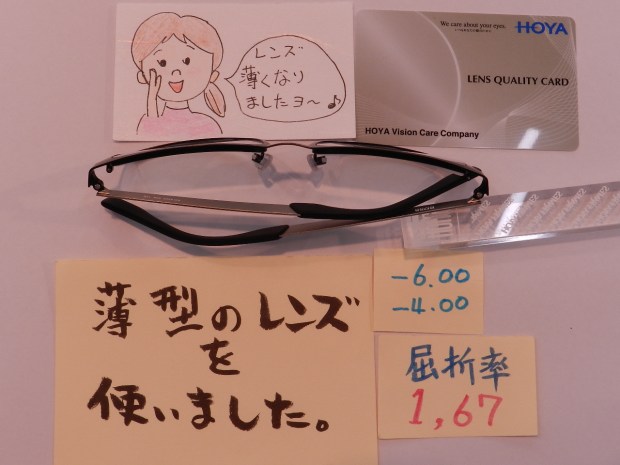 レンズ
薄くなり
ましたヨ～♪
We care about your eyes.
HOYA
LENS QUALITY CARD
HOYA Vision Care Company
薄型のレンズ
を
使いました。
-6.00
-4.00
屈折率
1,67